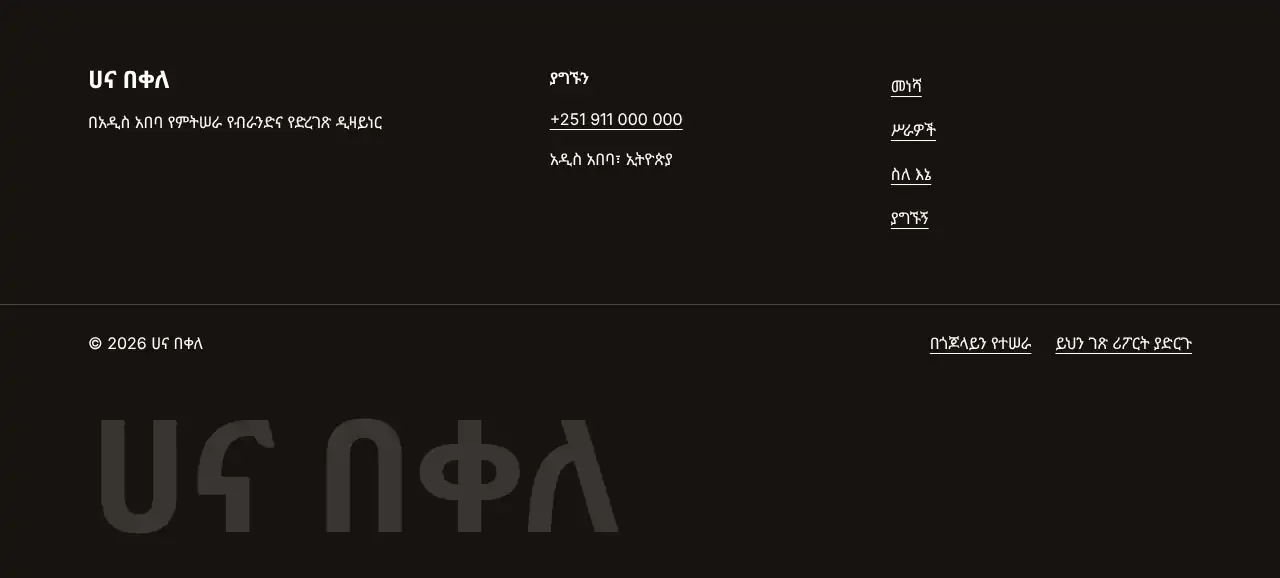 ሀና በቀለ
በአዲስ አበባ የምትሠራ የብራንድና የድረገጽ ዲዛይነር
ያግኙን
+251 911 000 000
አዲስ አበባ፣ ኢትዮጵያ
መነሻ
ሥራዎች
ስለ እኔ
ያግኙኝ
© 2026 ሀና በቀለ
በጎጆላይን የተሠራ
ይህን ገጽ ሪፖርት ያድርጉ
ሀና በቀለ